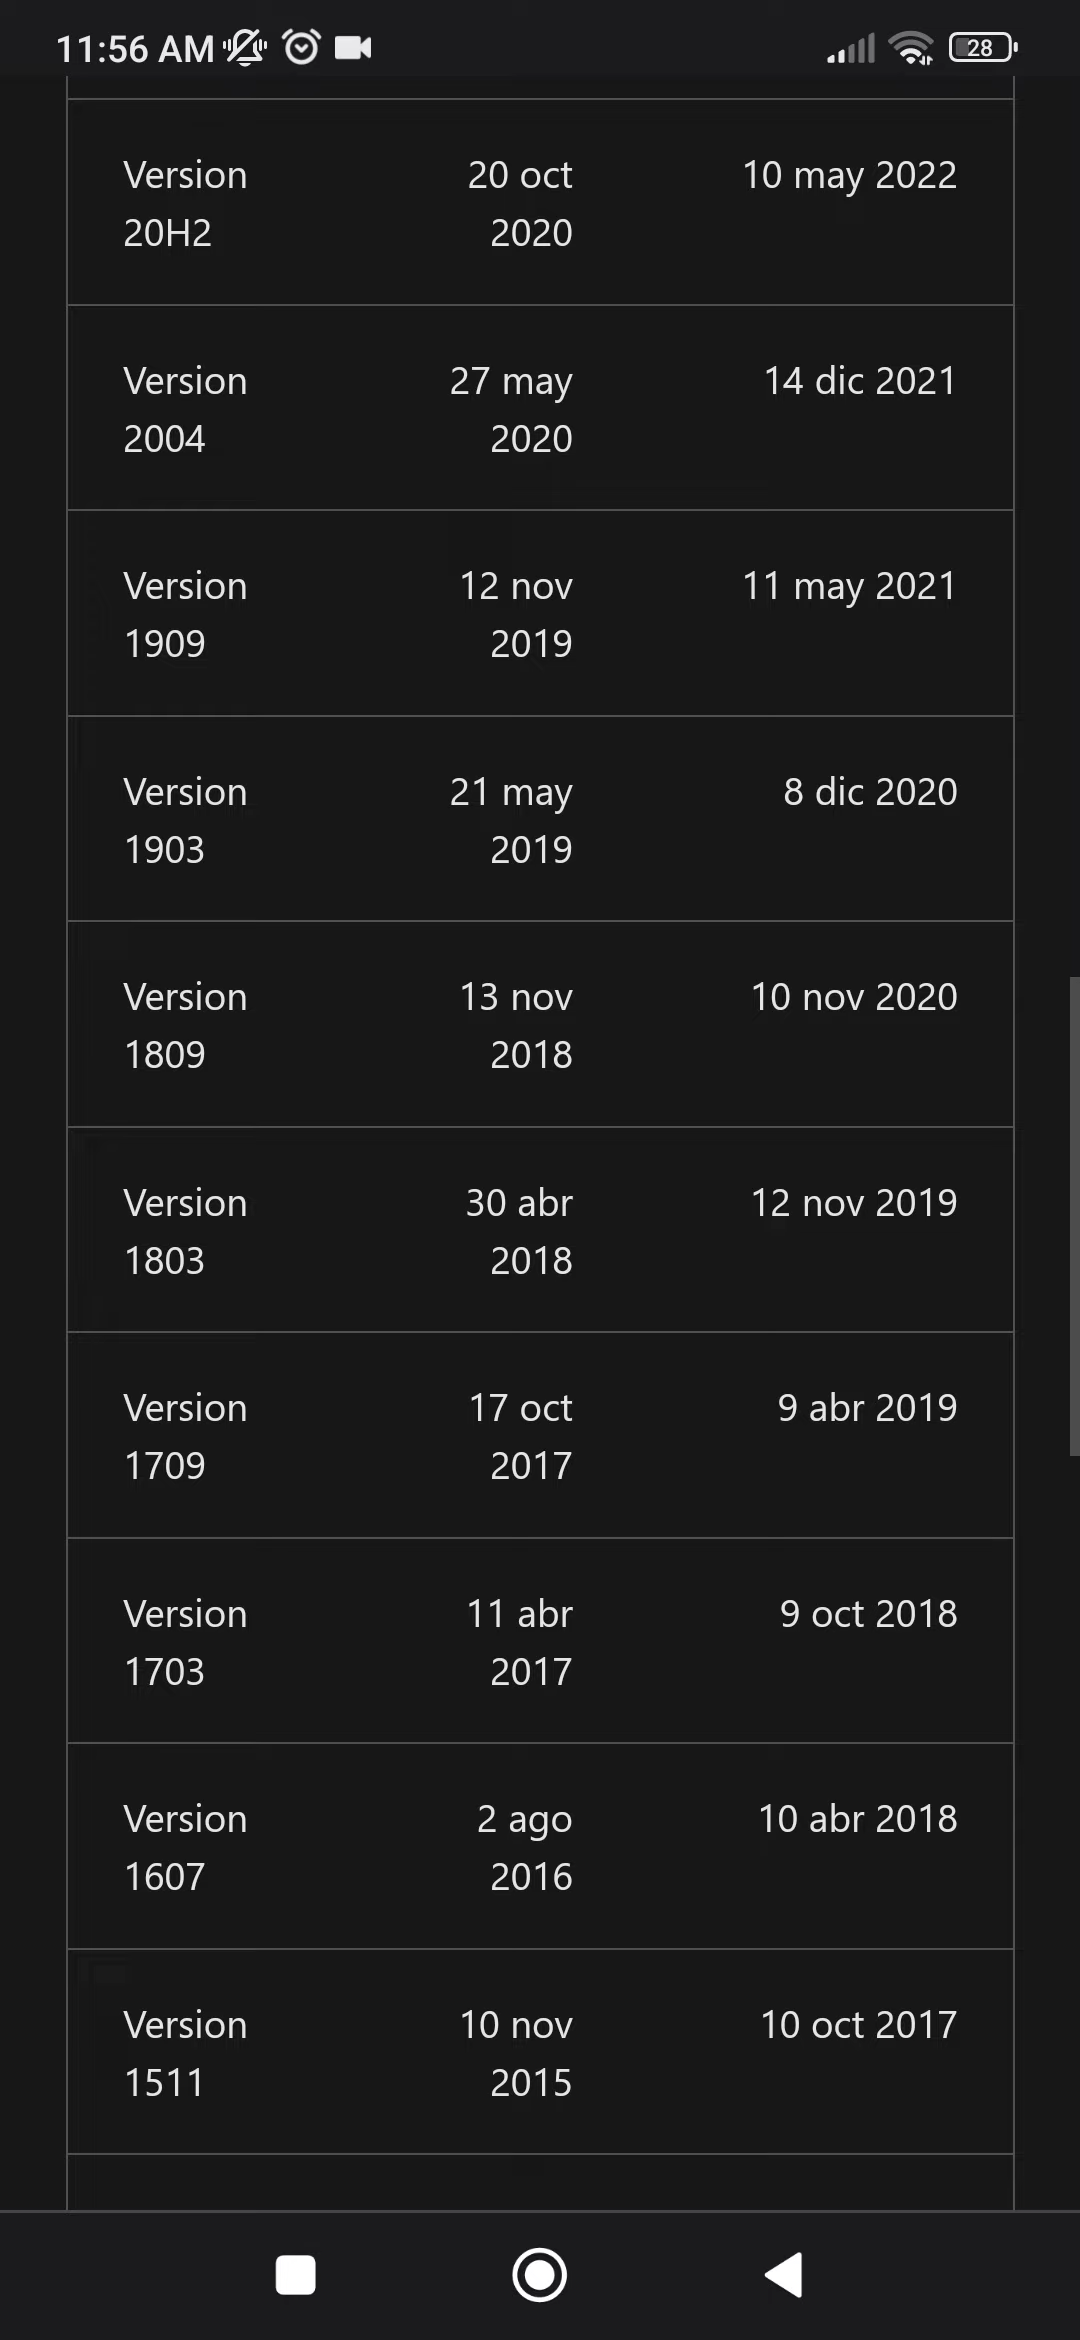 11:56 AM 28
Version 20 oct 10 may 2022
20H2 2020
Version 27 may 14 dic 2021
2004 2020
Version 12 nov 11 may 2021
1909 2019
Version 21 may 8 dic 2020
1903 2019
Version 13 nov 10 nov 2020
1809 2018
Version 30 abr 12 nov 2019
1803 2018
Version 17 oct 9 abr 2019
1709 2017
Version 11 abr 9 oct 2018
1703 2017
Version 2 ago 10 abr 2018
1607 2016
Version 10 nov 10 oct 2017
1511 2015